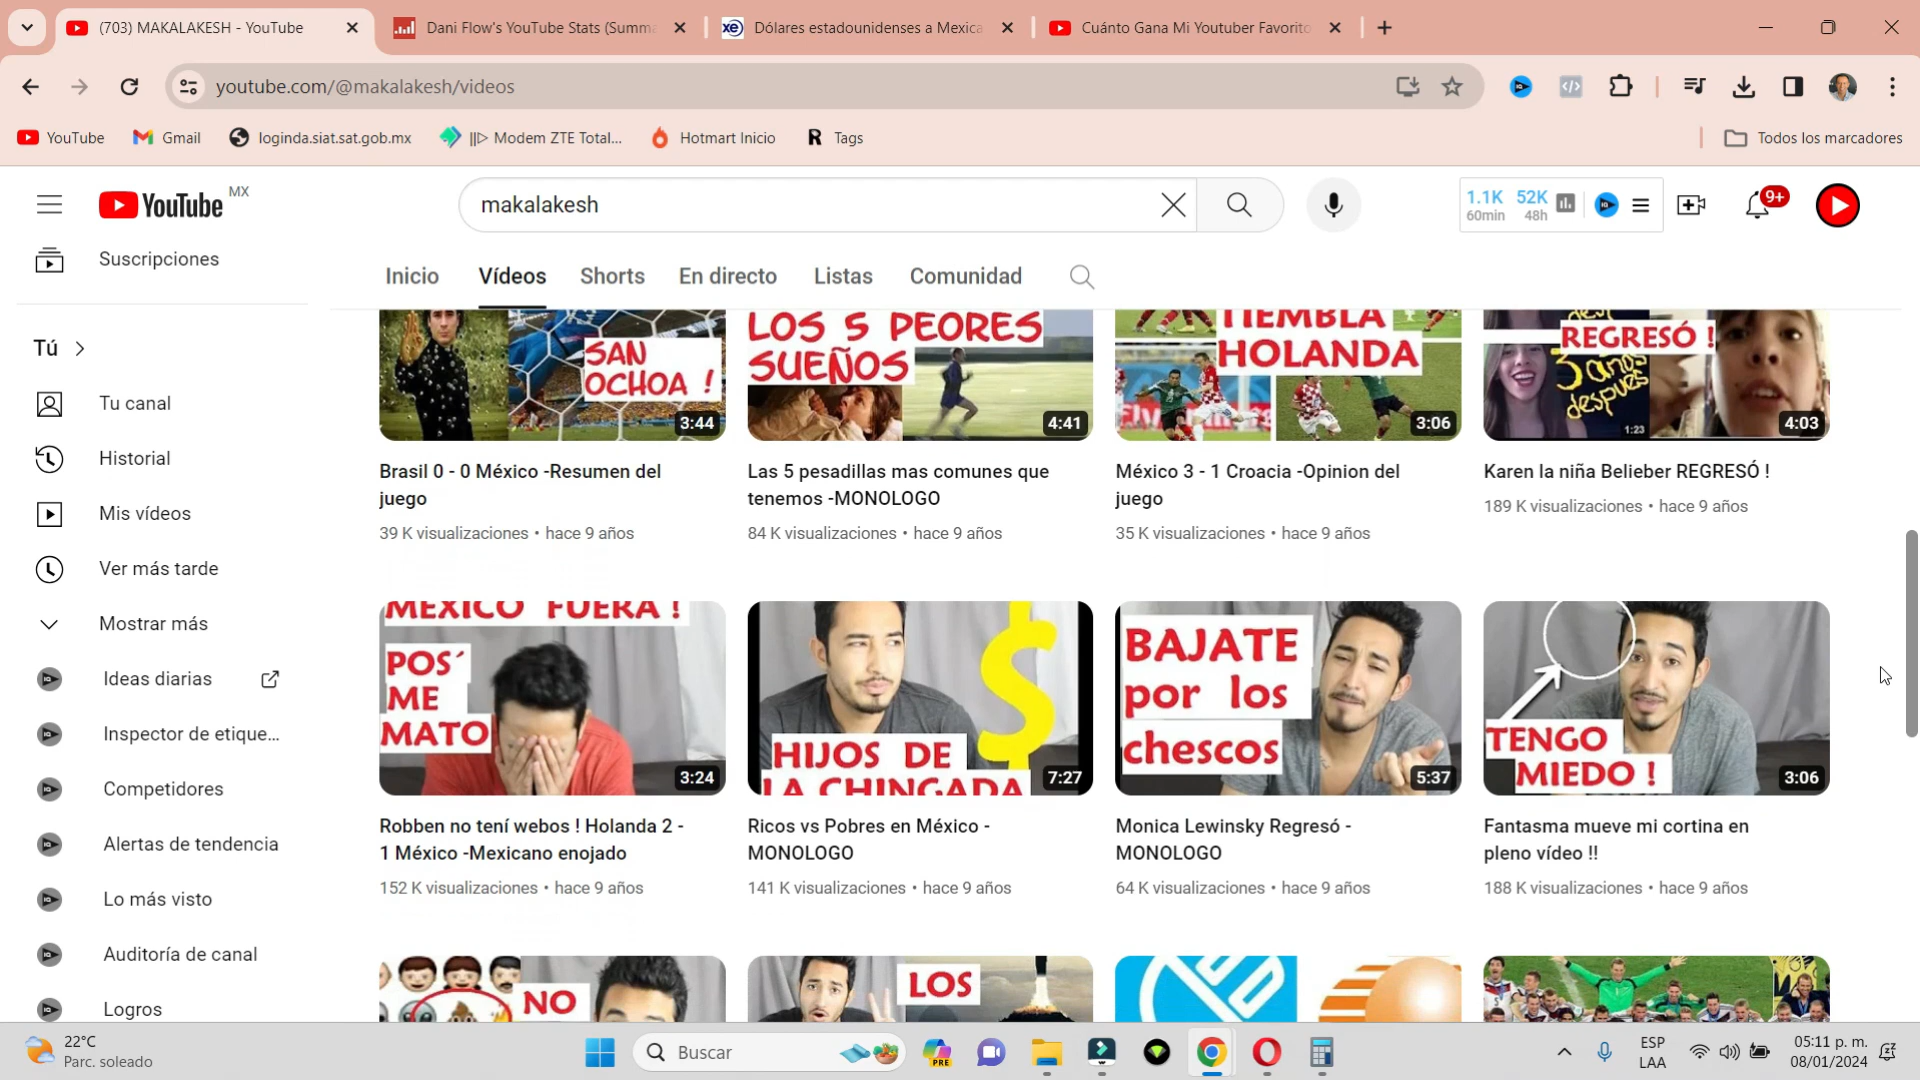 (703) MAKALAKESH - YouTube
Dani Flow's YouTube Stats (Summa
xe
Dólares estadounidenses a Mexica
Cuánto Gana Mi Youtuber Favorito
youtube.com/@makalakesh/videos
YouTube
Gmail
loginda.siat.sat.gob.mx
||▷ Modem ZTE Total...
Hotmart Inicio
R Tags
Todos los marcadores
YouTube MX
makalakesh
1.1K 52K
60min 48h
9+
Suscripciones
Inicio
Vídeos
Shorts
En directo
Listas
Comunidad
Tú
Tu canal
Historial
Mis vídeos
Ver más tarde
Mostrar más
Ideas diarias
Inspector de etique...
Competidores
Alertas de tendencia
Lo más visto
Auditoría de canal
Logros
SAN
OCHOA !
3:44
LOS 5 PEORES
SUEÑOS
4:41
TIEMBLA
HOLANDA
3:06
REGRESÓ !
3 años
después
1:23
4:03
Brasil 0 - 0 México -Resumen del
juego
39 K visualizaciones • hace 9 años
Las 5 pesadillas mas comunes que
tenemos -MONOLOGO
84 K visualizaciones • hace 9 años
México 3 - 1 Croacia -Opinion del
juego
35 K visualizaciones • hace 9 años
Karen la niña Belieber REGRESÓ !
189 K visualizaciones • hace 9 años
MEXICO FUERA !
POS´
ME
MATO
3:24
HIJOS DE
LA CHINGADA
7:27
BAJATE
por los
chescos
5:37
TENGO
MIEDO !
3:06
Robben no tení webos ! Holanda 2 -
1 México -Mexicano enojado
152 K visualizaciones • hace 9 años
Ricos vs Pobres en México -
MONOLOGO
141 K visualizaciones • hace 9 años
Monica Lewinsky Regresó -
MONOLOGO
64 K visualizaciones • hace 9 años
Fantasma mueve mi cortina en
pleno vídeo !!
188 K visualizaciones • hace 9 años
NO
LOS
22°C
Parc. soleado
Buscar
PRE
ESP
LAA
05:11 p. m.
08/01/2024